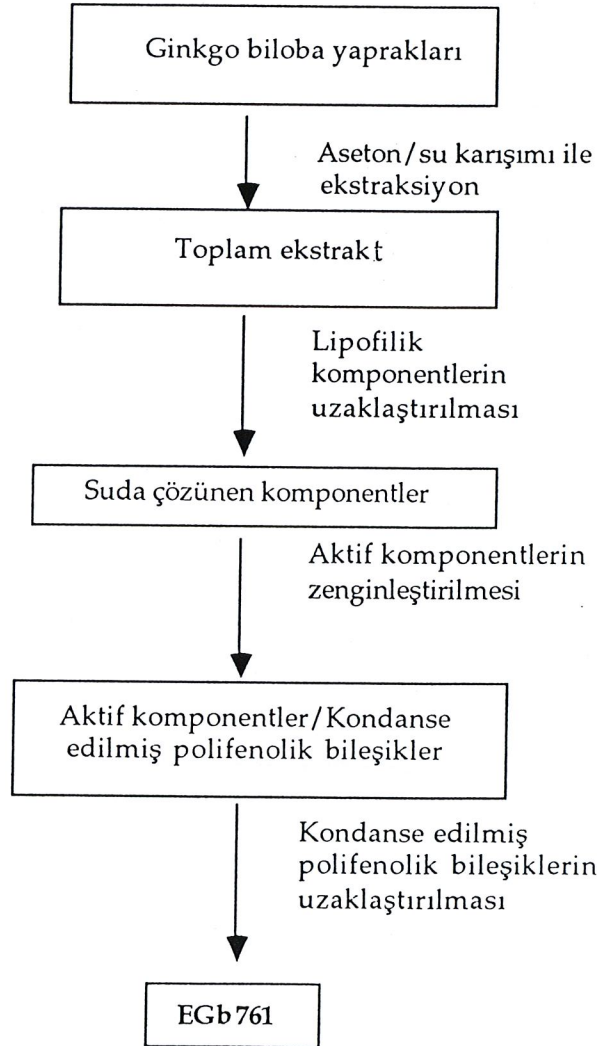 Ginkgo biloba yaprakları
Aseton/su karışımı ile
ekstraksiyon
Toplam ekstrakt
Lipofilik
komponentlerin
uzaklaştırılması
Suda çözünen komponentler
Aktif komponentlerin
zenginleştirilmesi
Aktif komponentler/Kondanse
edilmiş polifenolik bileşikler
Kondanse edilmiş
polifenolik bileşiklerin
uzaklaştırılması
EGb 761